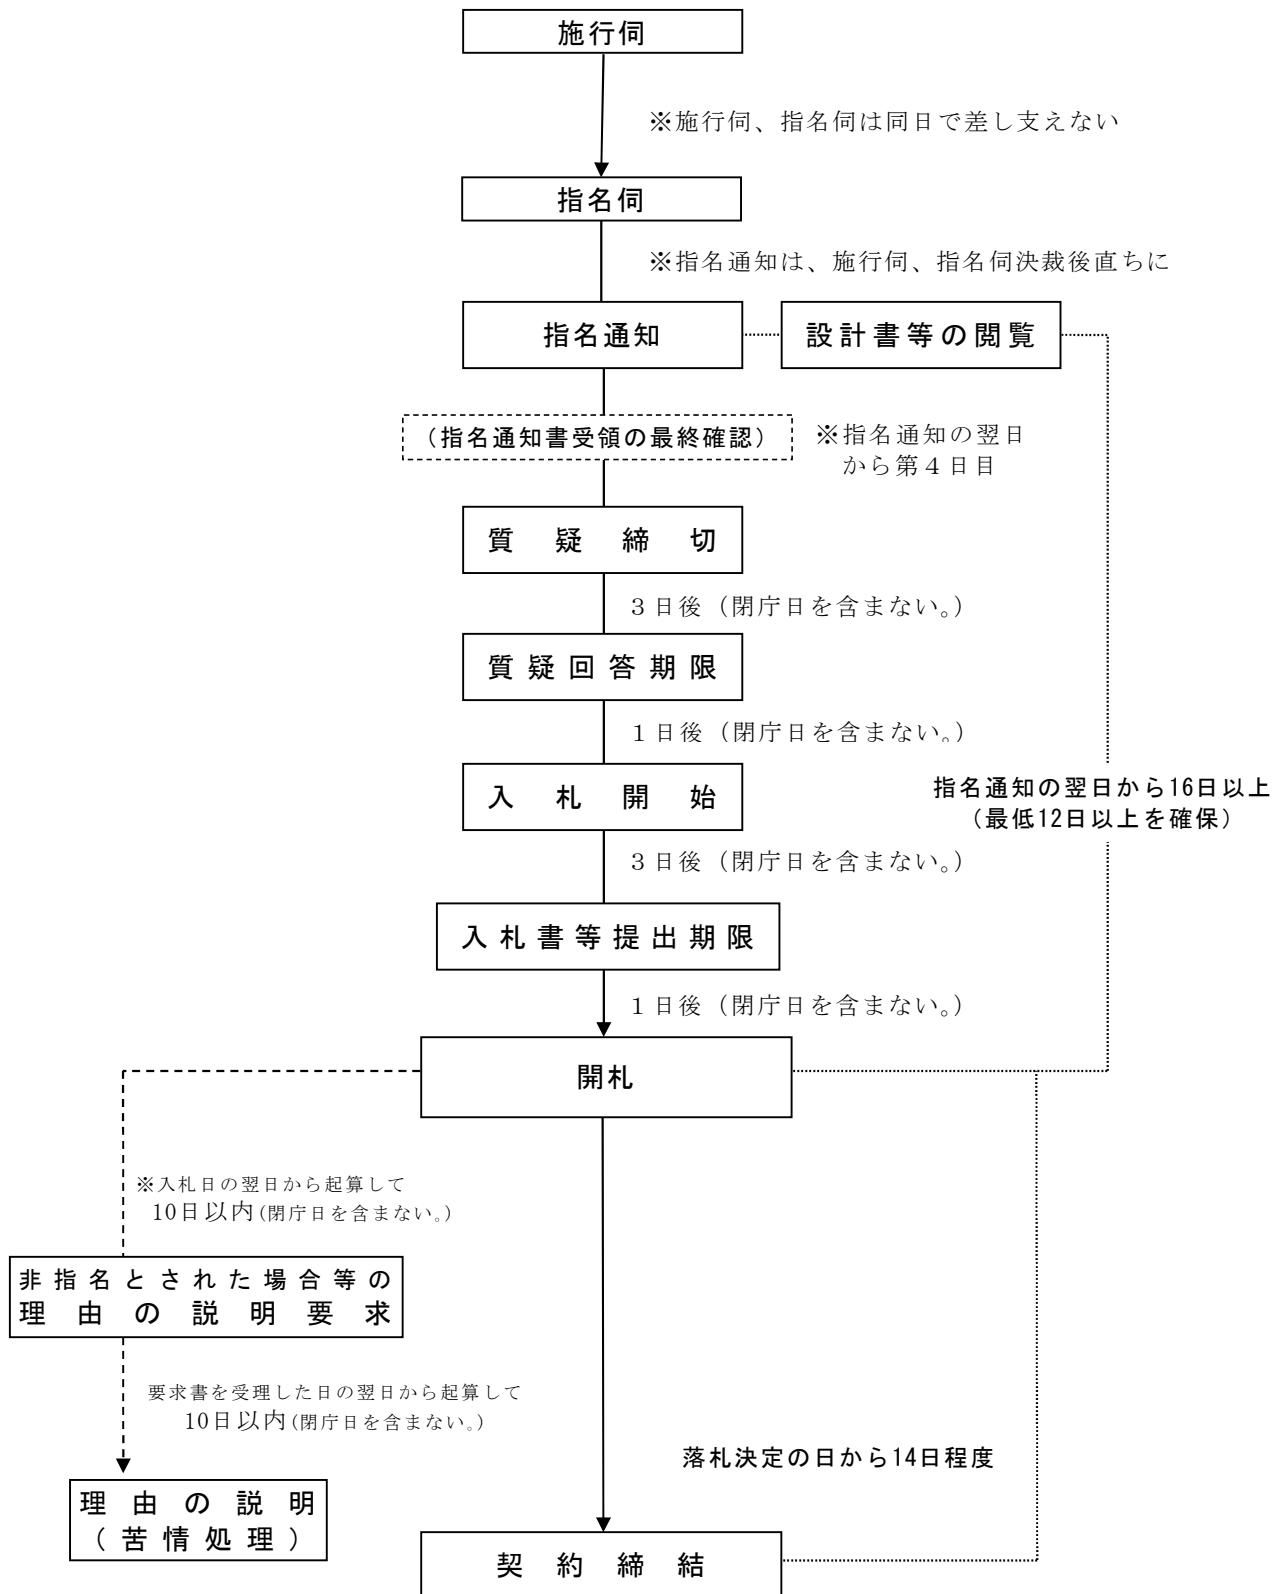 施行伺
※施行伺、指名伺は同日で差し支えない
指名伺
※指名通知は、施行伺、指名伺決裁後直ちに
指名通知
設計書等の閲覧
（指名通知書受領の最終確認）
※指名通知の翌日
から第４日目
質疑締切
３日後（閉庁日を含まない。）
質疑回答期限
１日後（閉庁日を含まない。）
入札開始
指名通知の翌日から16日以上
（最低12日以上を確保）
３日後（閉庁日を含まない。）
入札書等提出期限
１日後（閉庁日を含まない。）
開札
※入札日の翌日から起算して
10日以内(閉庁日を含まない。)
非指名とされた場合等の
理由の説明要求
要求書を受理した日の翌日から起算して
10日以内(閉庁日を含まない。)
落札決定の日から14日程度
理由の説明
（苦情処理）
契約締結